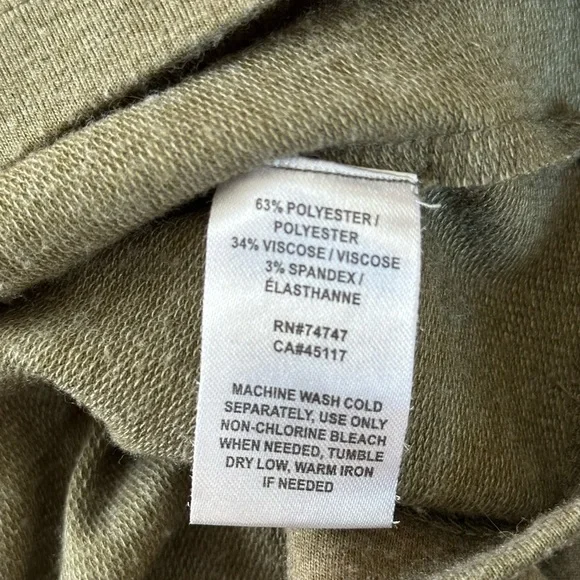 63% POLYESTER /
POLYESTER
34% VISCOSE / VISCOSE
3% SPANDEX /
ÉLASTHANNE
RN#74747
CA#45117
MACHINE WASH COLD
SEPARATELY, USE ONLY
NON-CHLORINE BLEACH
WHEN NEEDED, TUMBLE
DRY LOW, WARM IRON
IF NEEDED